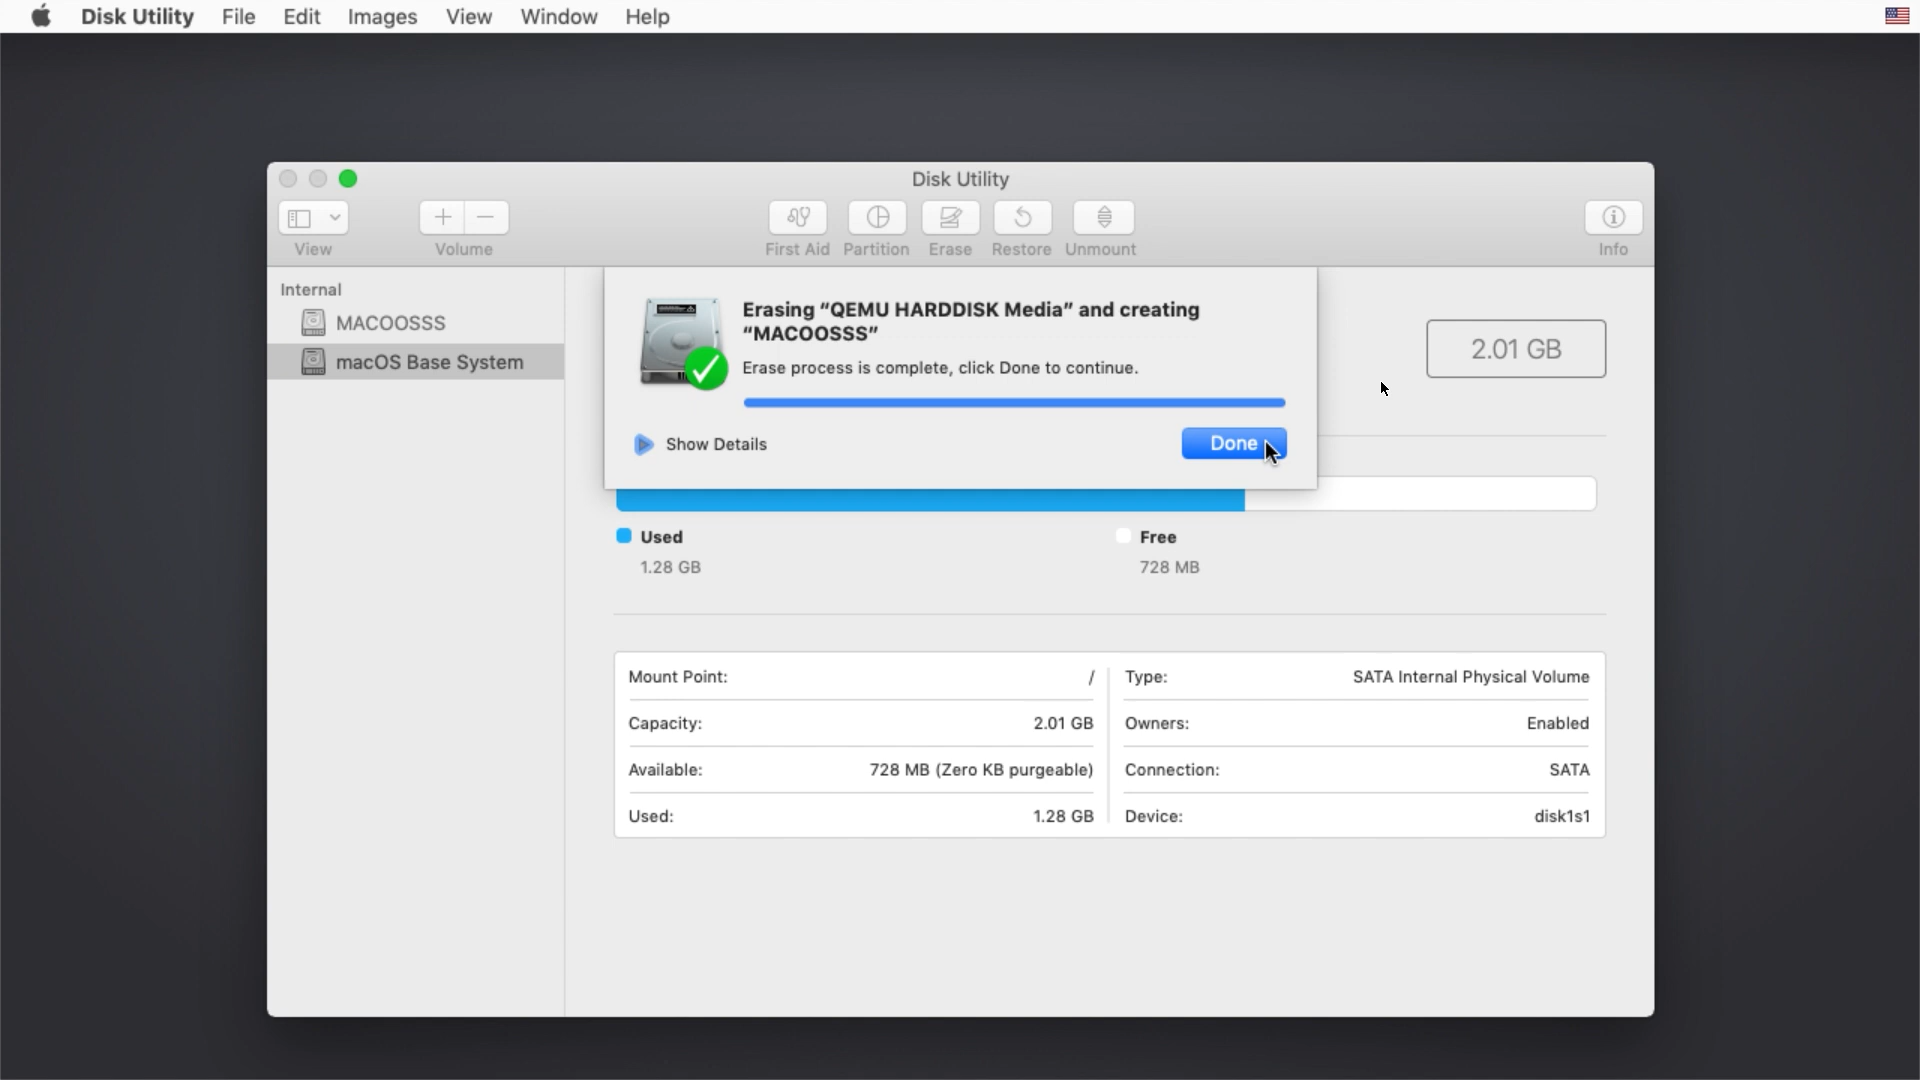 Disk Utility File Edit Images View Window Help
Disk Utility
View Volume First Aid Partition Erase Restore Unmount Info
Internal
MACOOSSS
macOS Base System
Erasing “QEMU HARDDISK Media” and creating
“MACOOSSS”
Erase process is complete, click Done to continue.
Show Details
Done
2.01 GB
Used
1.28 GB
Free
728 MB
Mount Point: /
Capacity: 2.01 GB
Available: 728 MB (Zero KB purgeable)
Used: 1.28 GB
Type: SATA Internal Physical Volume
Owners: Enabled
Connection: SATA
Device: disk1s1